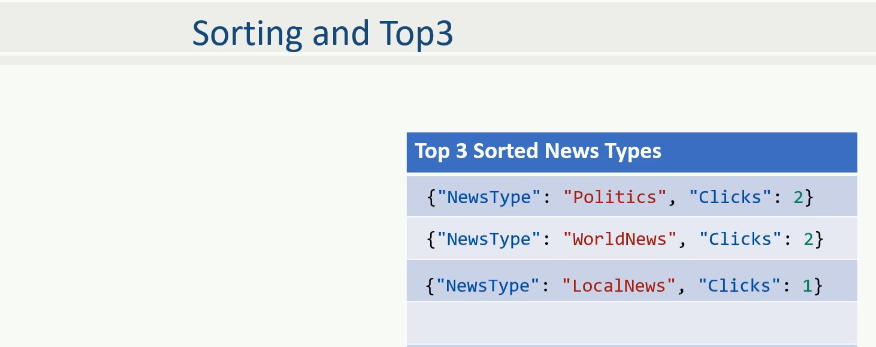 Sorting and Top3
Top 3 Sorted News Types
{"NewsType": "Politics", "Clicks": 2}
{"NewsType": "WorldNews", "Clicks": 2}
{"NewsType": "LocalNews", "Clicks": 1}